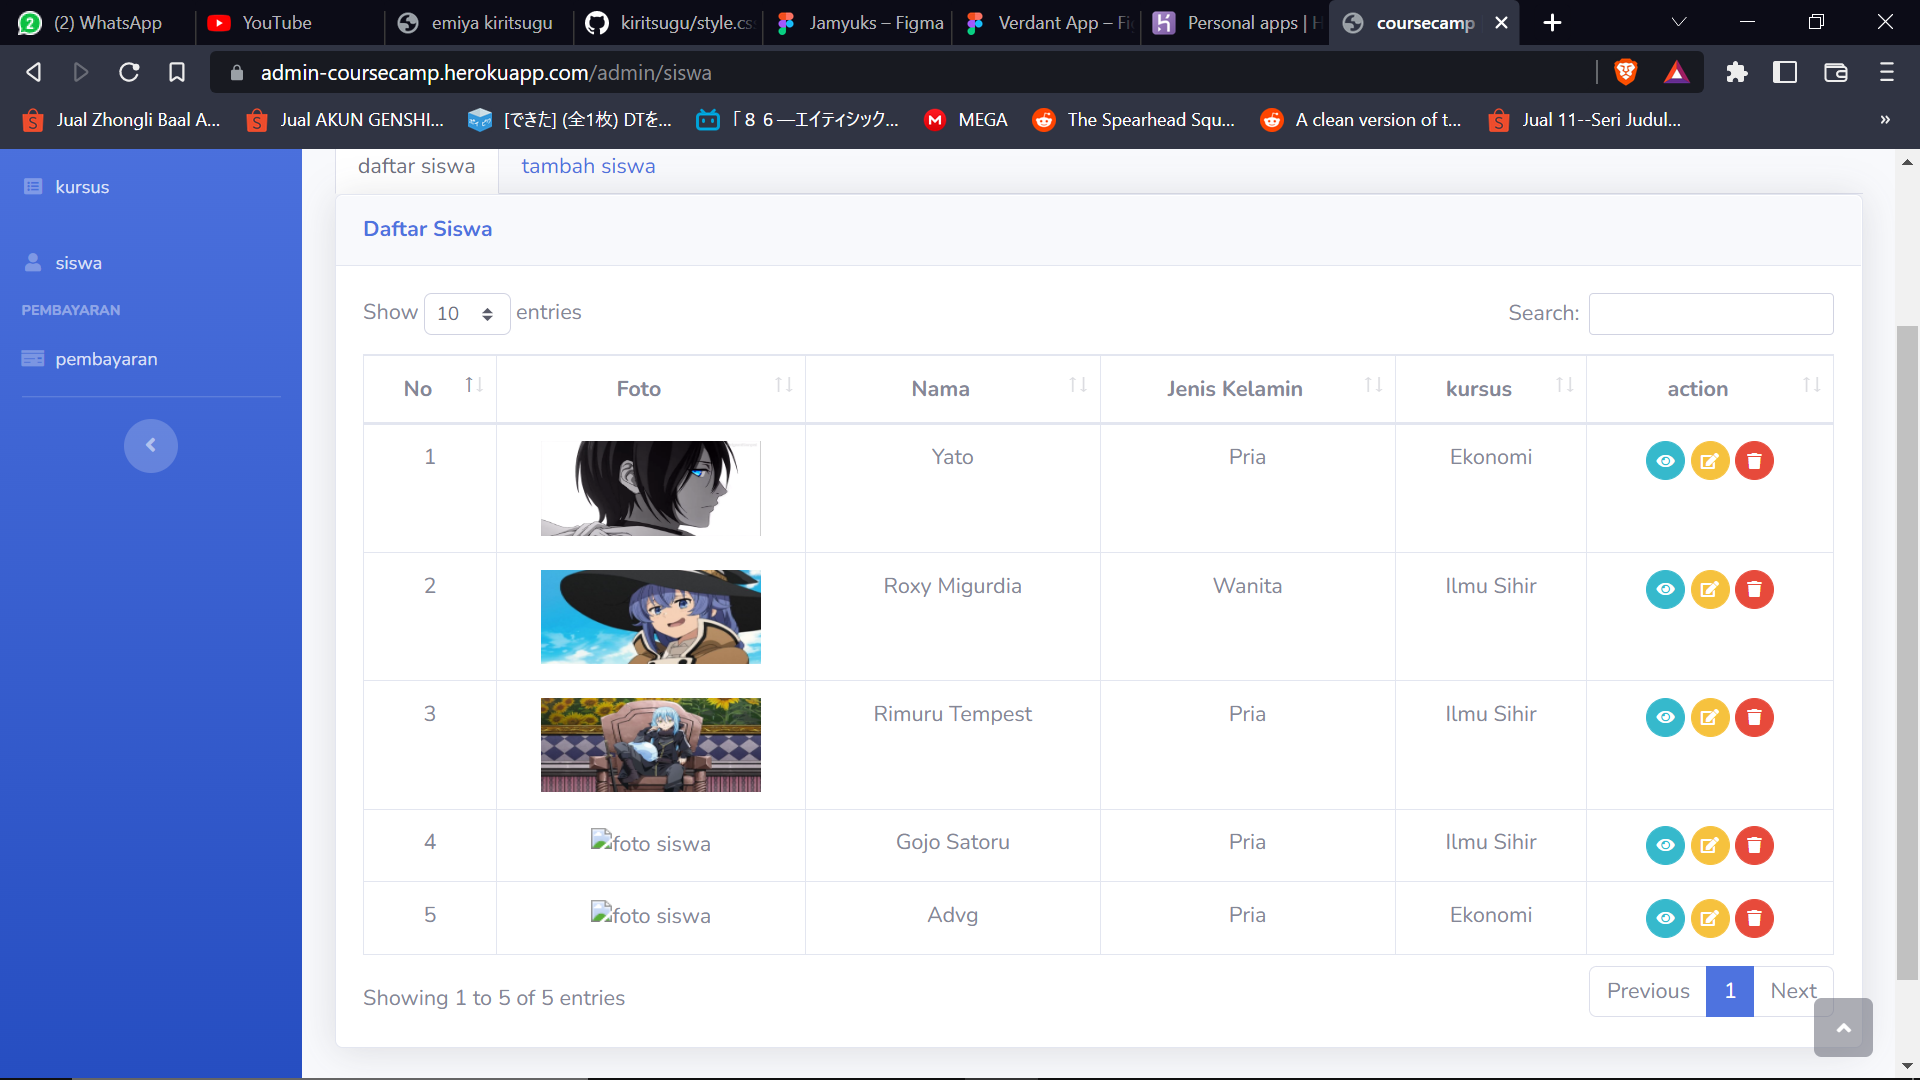 (2) WhatsApp
YouTube
emiya kiritsugu
kiritsugu/style.cs
Jamyuks – Figma
Verdant App – Fi
Personal apps | H
coursecamp
admin-coursecamp.herokuapp.com/admin/siswa
Jual Zhongli Baal A...
Jual AKUN GENSHI...
[できた] (全1枚) DTを...
「８６―エイティシック...
MEGA
The Spearhead Squ...
A clean version of t...
Jual 11--Seri Judul...
»
kursus
siswa
PEMBAYARAN
pembayaran
daftar siswa
tambah siswa
Daftar Siswa
Show 10 entries
Search:
No Foto Nama Jenis Kelamin kursus action
1 Yato Pria Ekonomi
2 Roxy Migurdia Wanita Ilmu Sihir
3 Rimuru Tempest Pria Ilmu Sihir
4 foto siswa Gojo Satoru Pria Ilmu Sihir
5 foto siswa Advg Pria Ekonomi
Showing 1 to 5 of 5 entries
Previous 1 Next